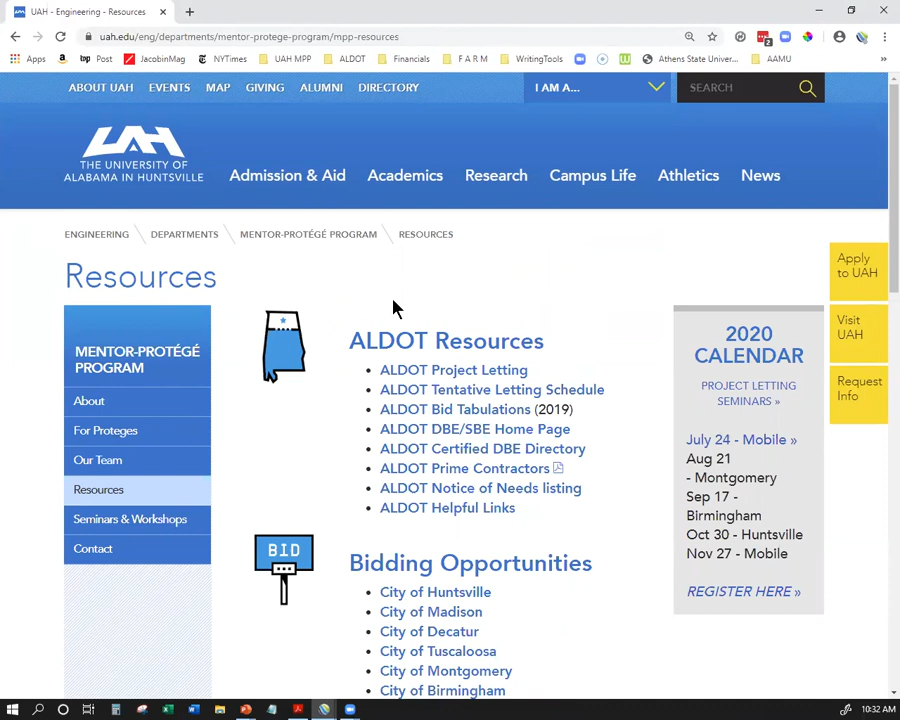 UAH - Engineering - Resources
uah.edu/eng/departments/mentor-protege-program/mpp-resources
Apps
Post
JacobinMag
NYTimes
UAH MPP
ALDOT
Financials
F A R M
WritingTools
Athens State Univer...
AAMU
ABOUT UAH EVENTS MAP GIVING ALUMNI DIRECTORY
I AM A...
SEARCH
UAH
THE UNIVERSITY OF
ALABAMA IN HUNTSVILLE
Admission & Aid Academics Research Campus Life Athletics News
ENGINEERING DEPARTMENTS MENTOR-PROTÉGÉ PROGRAM RESOURCES
Resources
MENTOR-PROTÉGÉ
PROGRAM
About
For Proteges
Our Team
Resources
Seminars & Workshops
Contact
ALDOT Resources
ALDOT Project Letting
ALDOT Tentative Letting Schedule
ALDOT Bid Tabulations (2019)
ALDOT DBE/SBE Home Page
ALDOT Certified DBE Directory
ALDOT Prime Contractors
ALDOT Notice of Needs listing
ALDOT Helpful Links
BID
Bidding Opportunities
City of Huntsville
City of Madison
City of Decatur
City of Tuscaloosa
City of Montgomery
City of Birmingham
2020
CALENDAR
PROJECT LETTING
SEMINARS »
July 24 - Mobile »
Aug 21
- Montgomery
Sep 17 -
Birmingham
Oct 30 - Huntsville
Nov 27 - Mobile
REGISTER HERE »
Apply
to UAH
Visit
UAH
Request
Info
10:32 AM